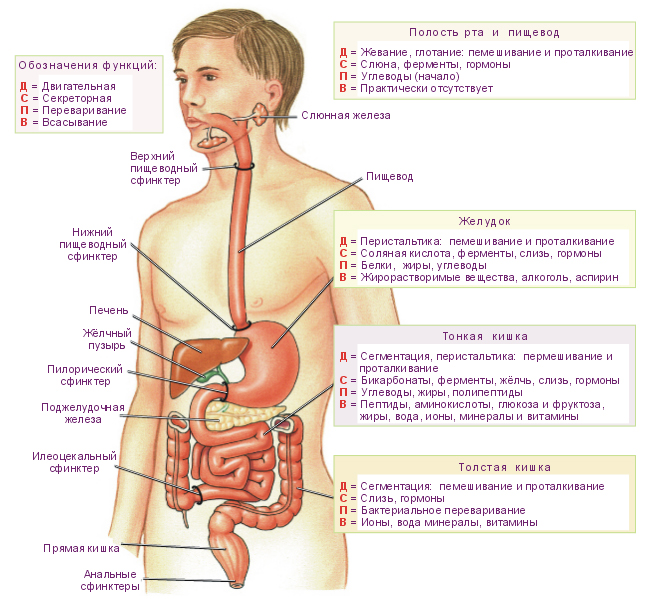 Обозначения функций:
Д = Двигательная
С = Секреторная
П = Переваривание
В = Всасывание
Полость рта и пищевод
Д = Жевание, глотание: пемешивание и проталкивание
С = Слюна, ферменты, гормоны
П = Углеводы (начало)
В = Практически отсутствует
Слюнная железа
Верхний
пищеводный
сфинктер
Пищевод
Нижний
пищеводный
сфинктер
Желудок
Д = Перистальтика: пемешивание и проталкивание
С = Соляная кислота, ферменты, слизь, гормоны
П = Белки, жиры, углеводы
В = Жирорастворимые вещества, алкоголь, аспирин
Печень
Жёлчный
пузырь
Пилорический
сфинктер
Поджелудочная
железа
Тонкая кишка
Д = Сегментация, перистальтика: пермешивание и
проталкивание
С = Бикарбонаты, ферменты, жёлчь, слизь, гормоны
П = Углеводы, жиры, полипептиды
В = Пептиды, аминокислоты, глюкоза и фруктоза,
жиры, вода, ионы, минералы и витамины
Илеоцекальный
сфинктер
Толстая кишка
Д = Сегментация: пемешивание и проталкивание
С = Слизь, гормоны
П = Бактериальное переваривание
В = Ионы, вода минералы, витамины
Прямая кишка
Анальные
сфинктеры